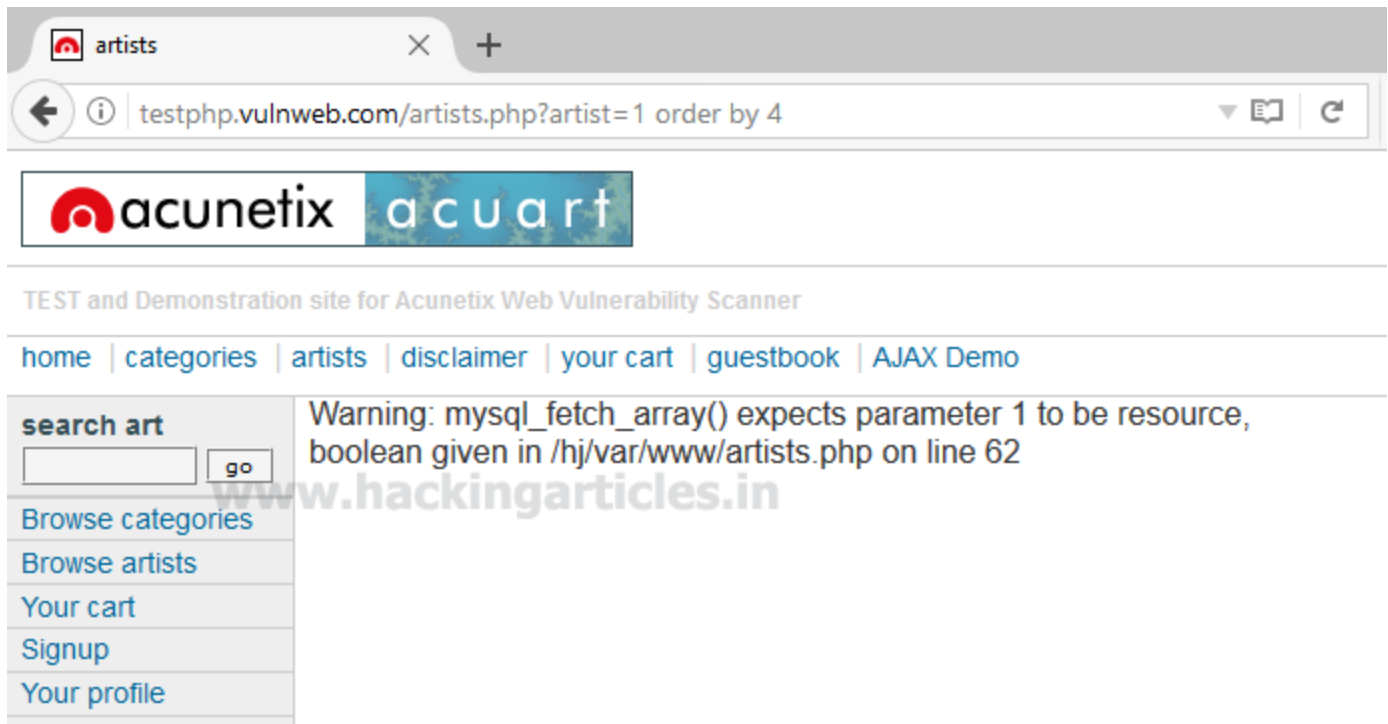 artists
testphp.vulnweb.com/artists.php?artist=1 order by 4
acunetix acuart
TEST and Demonstration site for Acunetix Web Vulnerability Scanner
home | categories | artists | disclaimer | your cart | guestbook | AJAX Demo
search art
go
Browse categories
Browse artists
Your cart
Signup
Your profile
Warning: mysql_fetch_array() expects parameter 1 to be resource,
boolean given in /hj/var/www/artists.php on line 62
www.hackingarticles.in